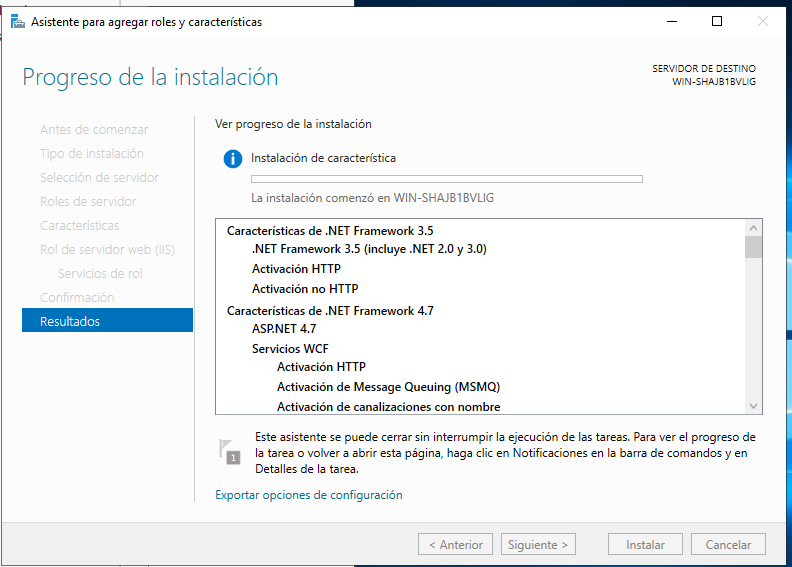 Asistente para agregar roles y características
Progreso de la instalación
SERVIDOR DE DESTINO
WIN-SHAJB1BVLIG
Antes de comenzar
Tipo de instalación
Selección de servidor
Roles de servidor
Características
Rol de servidor web (IIS)
Servicios de rol
Confirmación
Resultados
Ver progreso de la instalación
Instalación de característica
La instalación comenzó en WIN-SHAJB1BVLIG
Características de .NET Framework 3.5
.NET Framework 3.5 (incluye .NET 2.0 y 3.0)
Activación HTTP
Activación no HTTP
Características de .NET Framework 4.7
ASP.NET 4.7
Servicios WCF
Activación HTTP
Activación de Message Queuing (MSMQ)
Activación de canalizaciones con nombre
1
Este asistente se puede cerrar sin interrumpir la ejecución de las tareas. Para ver el progreso de
la tarea o volver a abrir esta página, haga clic en Notificaciones en la barra de comandos y en
Detalles de la tarea.
Exportar opciones de configuración
< Anterior
Siguiente >
Instalar
Cancelar